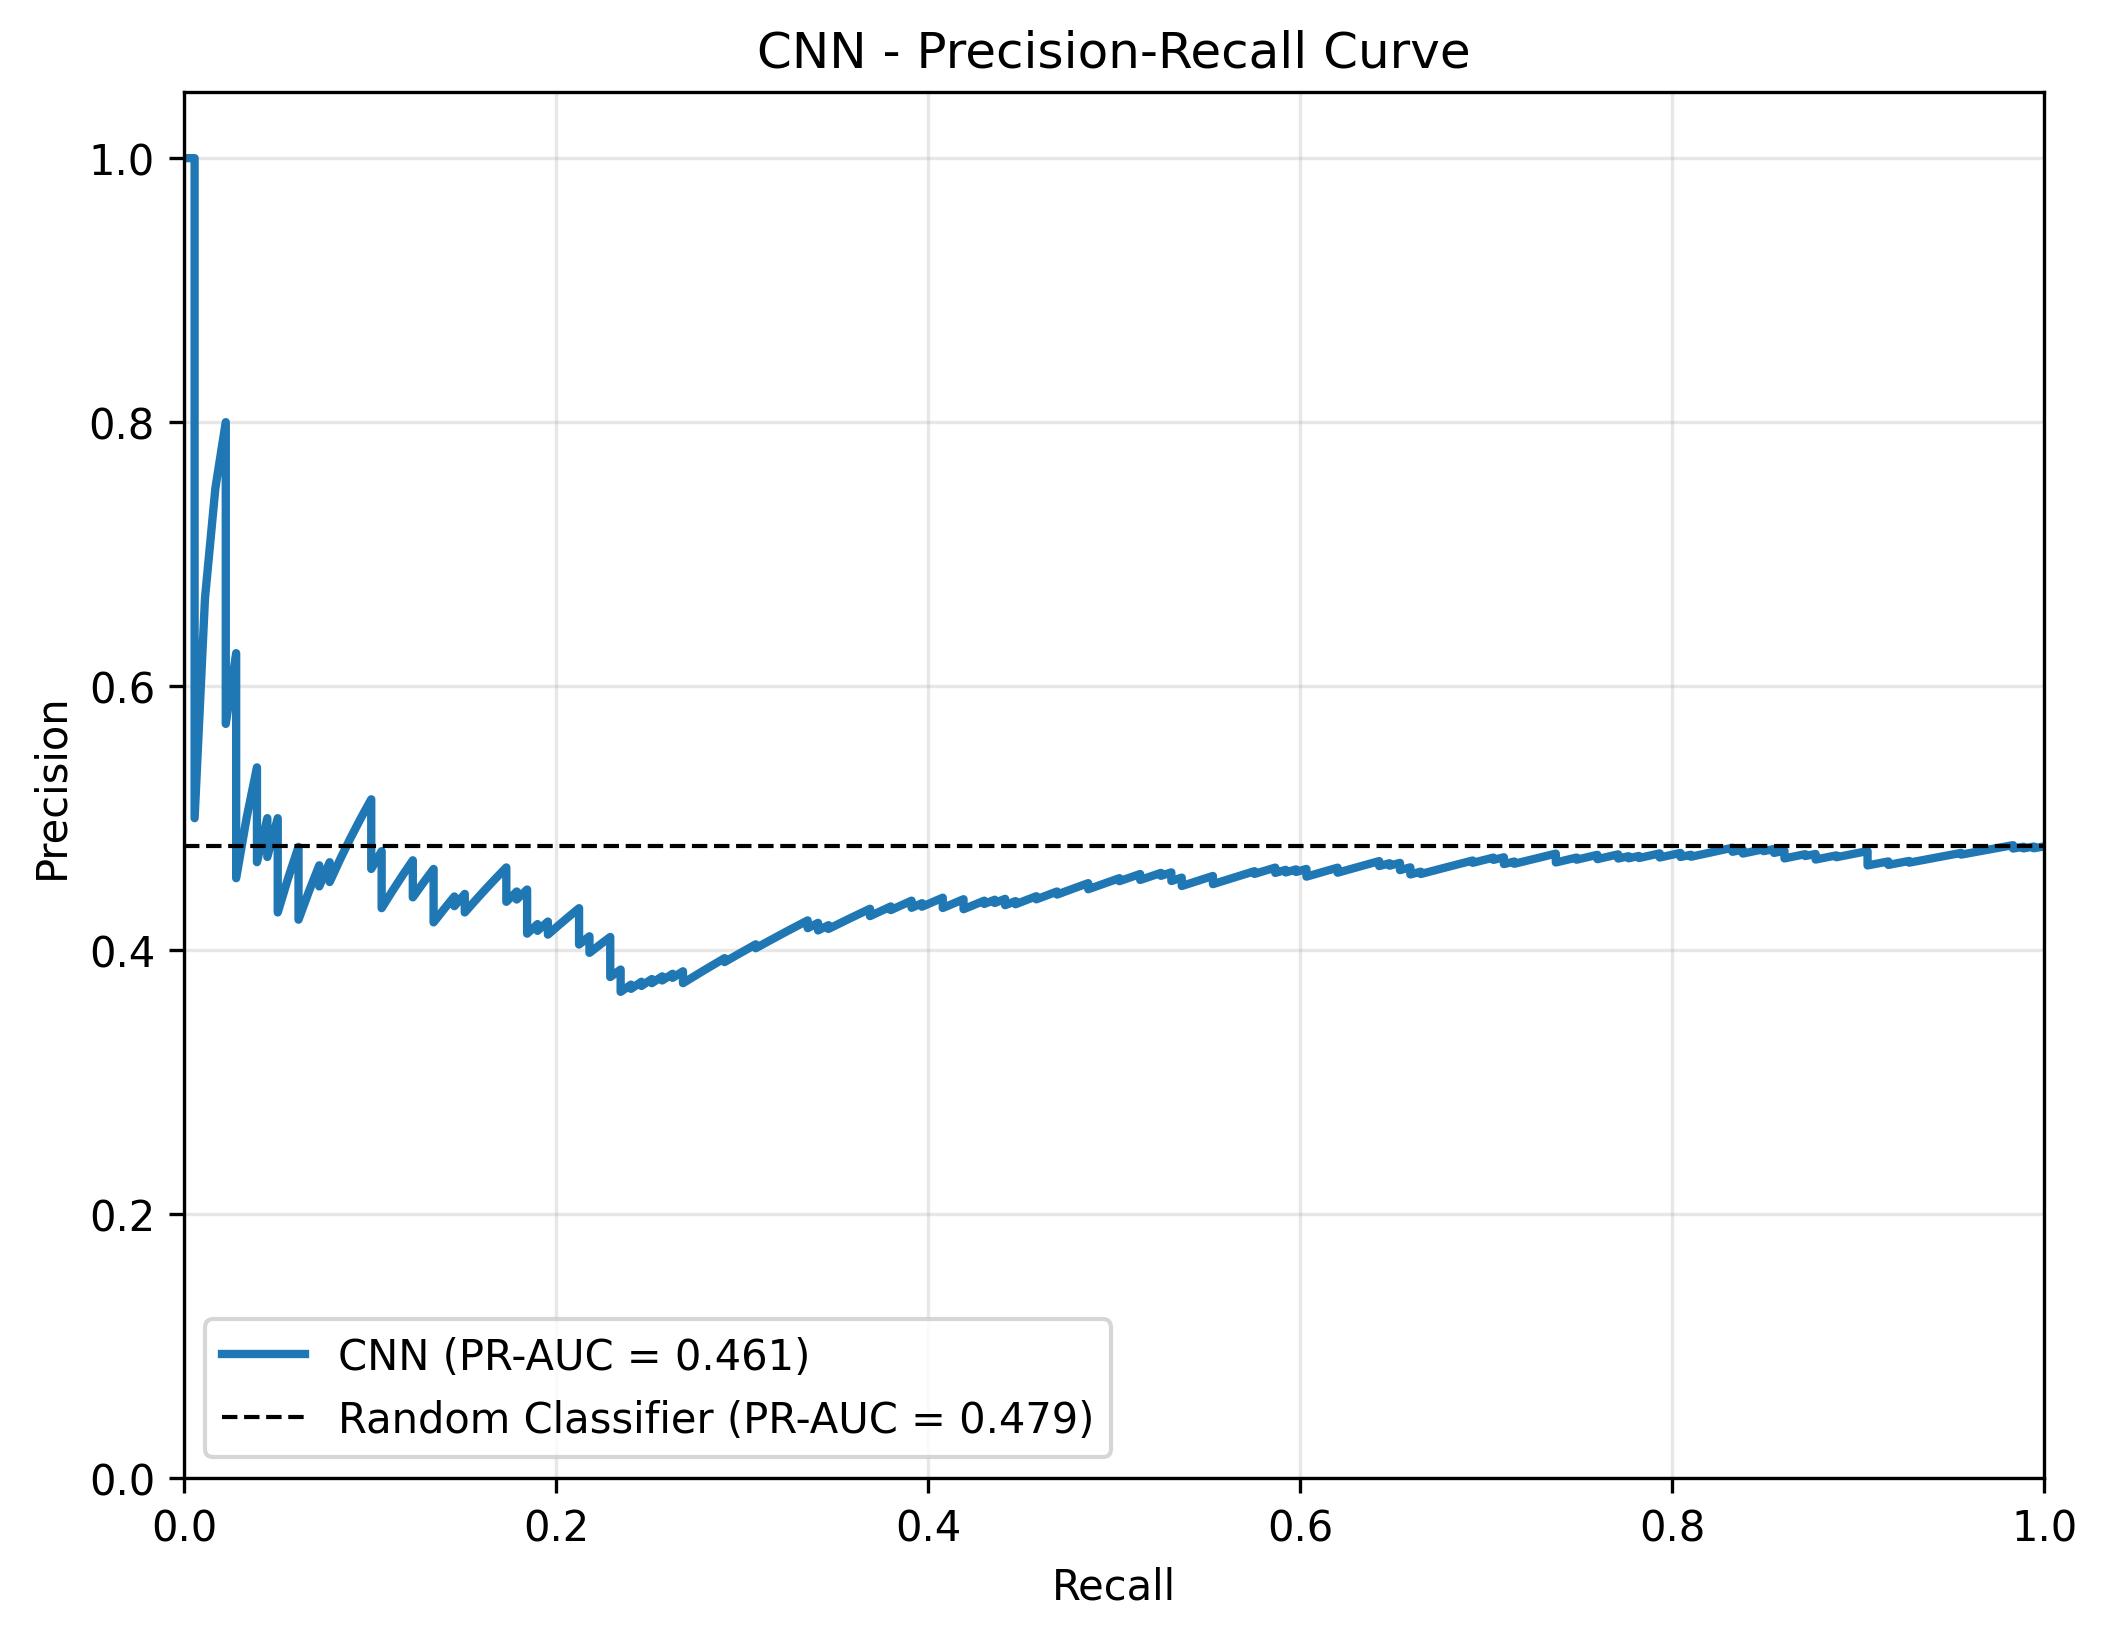 CNN - Precision-Recall Curve
Precision
1.0
0.8
0.6
0.4
0.2
0.0
CNN (PR-AUC = 0.461)
Random Classifier (PR-AUC = 0.479)
0.0 0.2 0.4 0.6 0.8 1.0
Recall